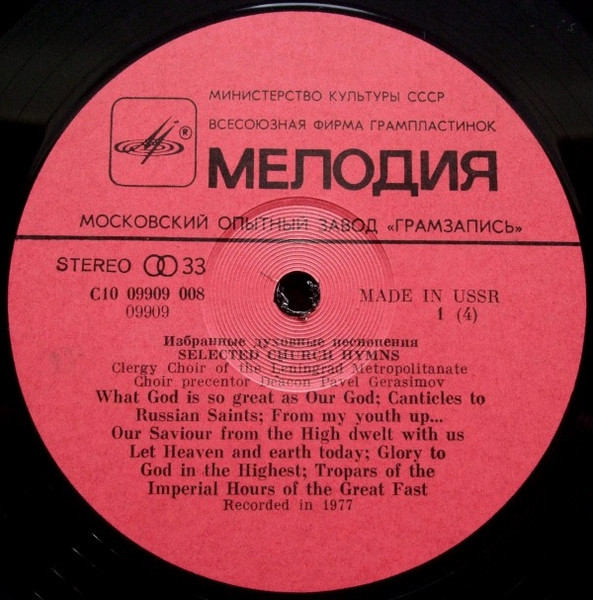 МИНИСТЕРСТВО КУЛЬТУРЫ СССР
ВСЕСОЮЗНАЯ ФИРМА ГРАМПЛАСТИНОК
®
МЕЛОДИЯ
МОСКОВСКИЙ ОПЫТНЫЙ ЗАВОД «ГРАМЗАПИСЬ»
STEREO 33
C10 09909 008
09909
MADE IN USSR
1 (4)
Избранные духовные песнопения
SELECTED CHURCH HYMNS
Clergy Choir of the Leningrad Metropolitanate
Choir precentor Deacon Pavel Gerasimov
What God is so great as Our God; Canticles to
Russian Saints; From my youth up...
Our Saviour from the High dwelt with us
Let Heaven and earth today; Glory to
God in the Highest; Tropars of the
Imperial Hours of the Great Fast
Recorded in 1977